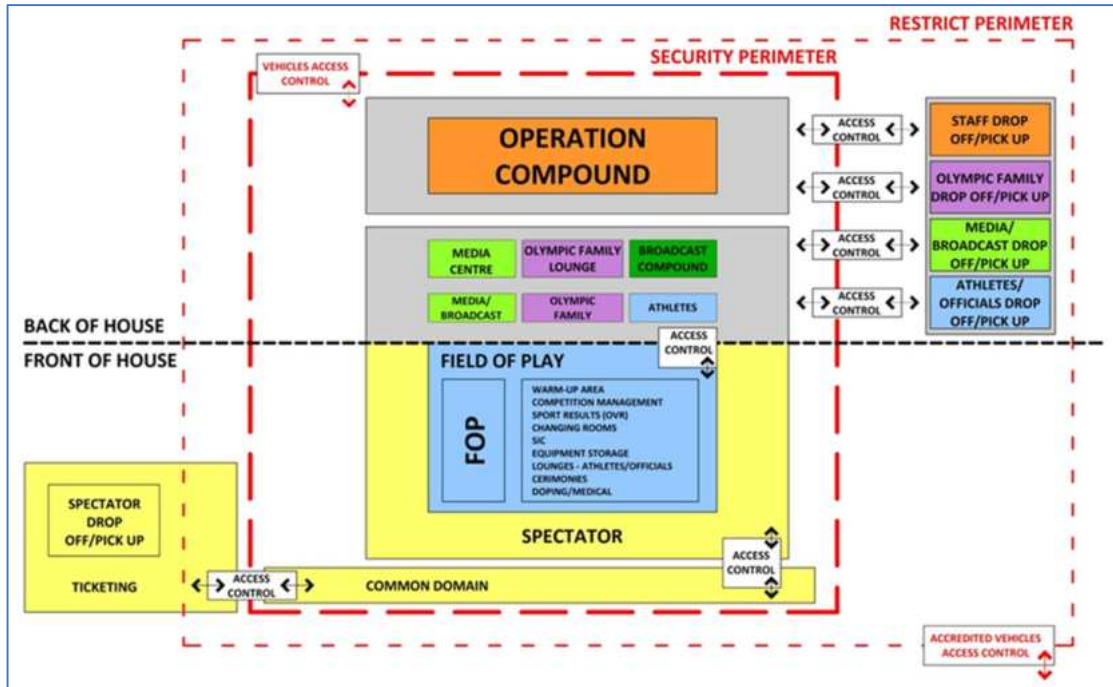 RESTRICT PERIMETER
SECURITY PERIMETER
VEHICLES ACCESS
CONTROL
OPERATION
COMPOUND
ACCESS
CONTROL
STAFF DROP
OFF/PICK UP
ACCESS
CONTROL
OLYMPIC FAMILY
DROP OFF/PICK UP
MEDIA
CENTRE
OLYMPIC FAMILY
LOUNGE
BROADCAST
COMPOUND
ACCESS
CONTROL
MEDIA/
BROADCAST DROP
OFF/PICK UP
MEDIA/
BROADCAST
OLYMPIC
FAMILY
ATHLETES
ACCESS
CONTROL
ATHLETES/
OFFICIALS DROP
OFF/PICK UP
BACK OF HOUSE
FRONT OF HOUSE
ACCESS
CONTROL
FIELD OF PLAY
FOP
WARM-UP AREA
COMPETITION MANAGEMENT
SPORT RESULTS (OVR)
CHANGING ROOMS
SIC
EQUIPMENT STORAGE
LOUNGES - ATHLETES/OFFICIALS
CERIMONIES
DOPING/MEDICAL
SPECTATOR
DROP
OFF/PICK UP
SPECTATOR
TICKETING
ACCESS
CONTROL
COMMON DOMAIN
ACCESS
CONTROL
ACCREDITED VEHICLES
ACCESS CONTROL